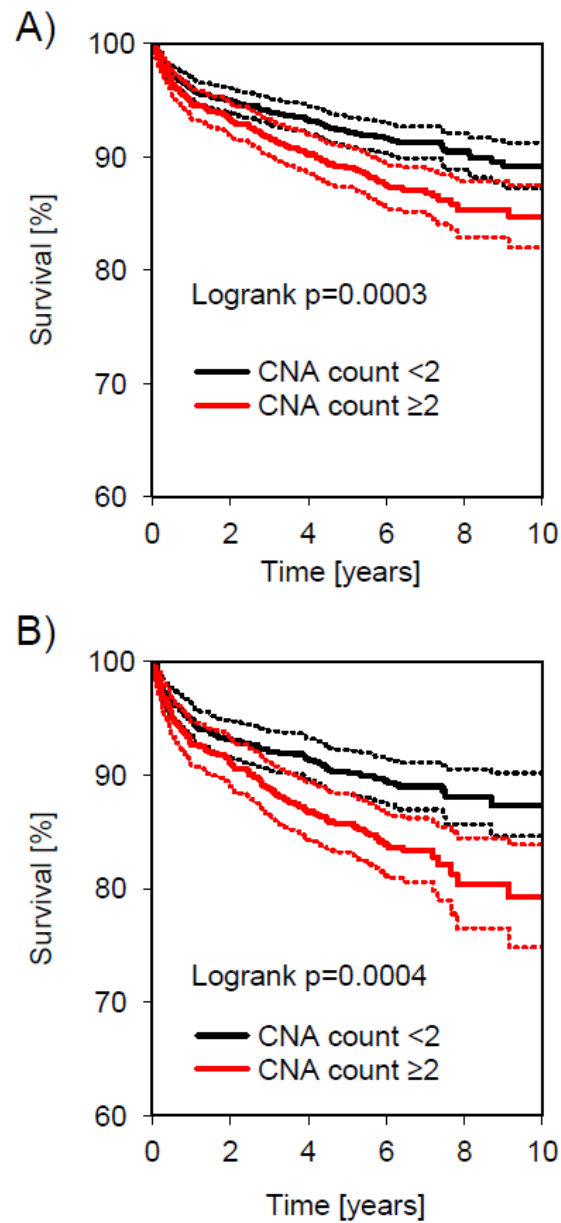 A)
100
90
80
70
60
Survival [%]
Logrank p=0.0003
CNA count <2
CNA count ≥2
0 2 4 6 8 10
Time [years]
B)
100
90
80
70
60
Survival [%]
Logrank p=0.0004
CNA count <2
CNA count ≥2
0 2 4 6 8 10
Time [years]